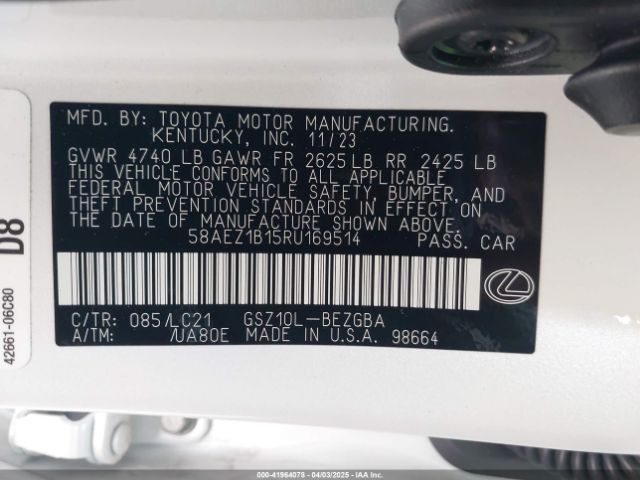 MFD. BY: TOYOTA MOTOR MANUFACTURING.
KENTUCKY, INC. 11/23
GVWR 4740 LB GAWR FR 2625 LB RR 2425 LB
THIS VEHICLE CONFORMS TO ALL APPLICABLE
FEDERAL MOTOR VEHICLE SAFETY, BUMPER, AND
THEFT PREVENTION STANDARDS IN EFFECT ON
THE DATE OF MANUFACTURE SHOWN ABOVE.
58AEZ1B15RU169514 PASS. CAR
C/TR: 085/LC21 GSZ10L-BEZGBA
A/TM: /UA80E MADE IN U.S.A. 98664
D8
42661-06C80
000-41964078 - 04/03/2025 - IAAI.CA